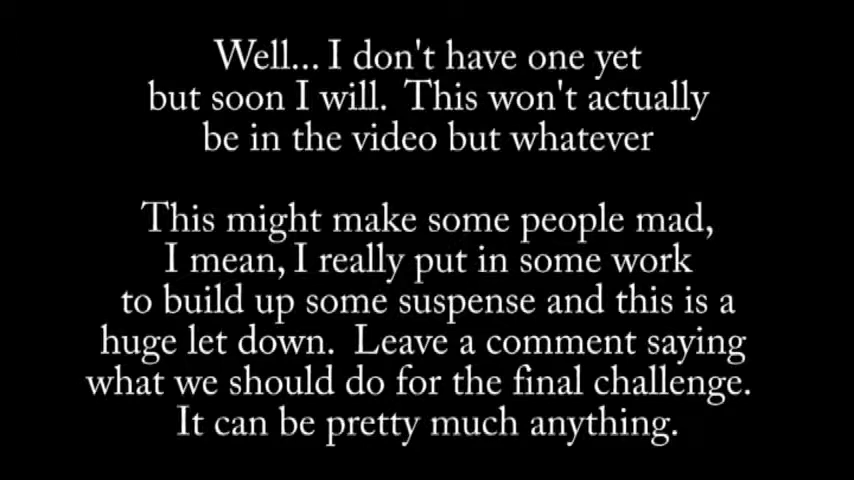 Well... I don't have one yet
but soon I will.  This won't actually
be in the video but whatever
This might make some people mad,
I mean, I really put in some work
to build up some suspense and this is a
huge let down.  Leave a comment saying
what we should do for the final challenge.
It can be pretty much anything.